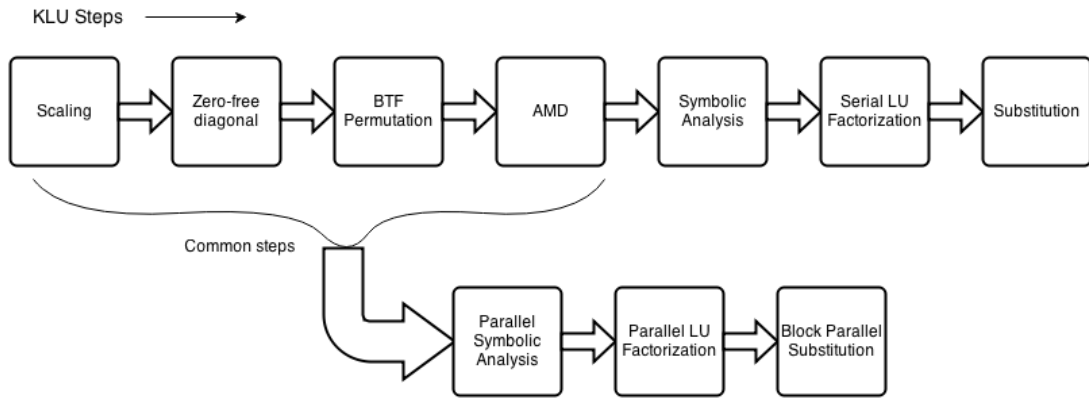 KLU Steps
Scaling
Zero-free
diagonal
BTF
Permutation
AMD
Symbolic
Analysis
Serial LU
Factorization
Substitution
Common steps
Parallel
Symbolic
Analysis
Parallel LU
Factorization
Block Parallel
Substitution